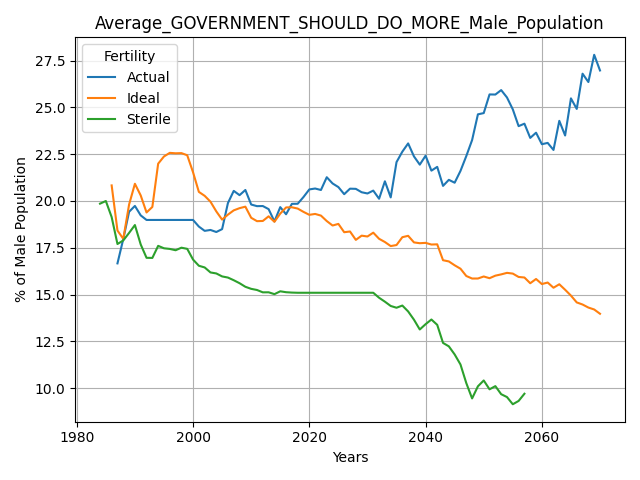 Average_GOVERNMENT_SHOULD_DO_MORE_Male_Population
Fertility
Actual
Ideal
Sterile
% of Male Population
27.5
25.0
22.5
20.0
17.5
15.0
12.5
10.0
1980 2000 2020 2040 2060
Years